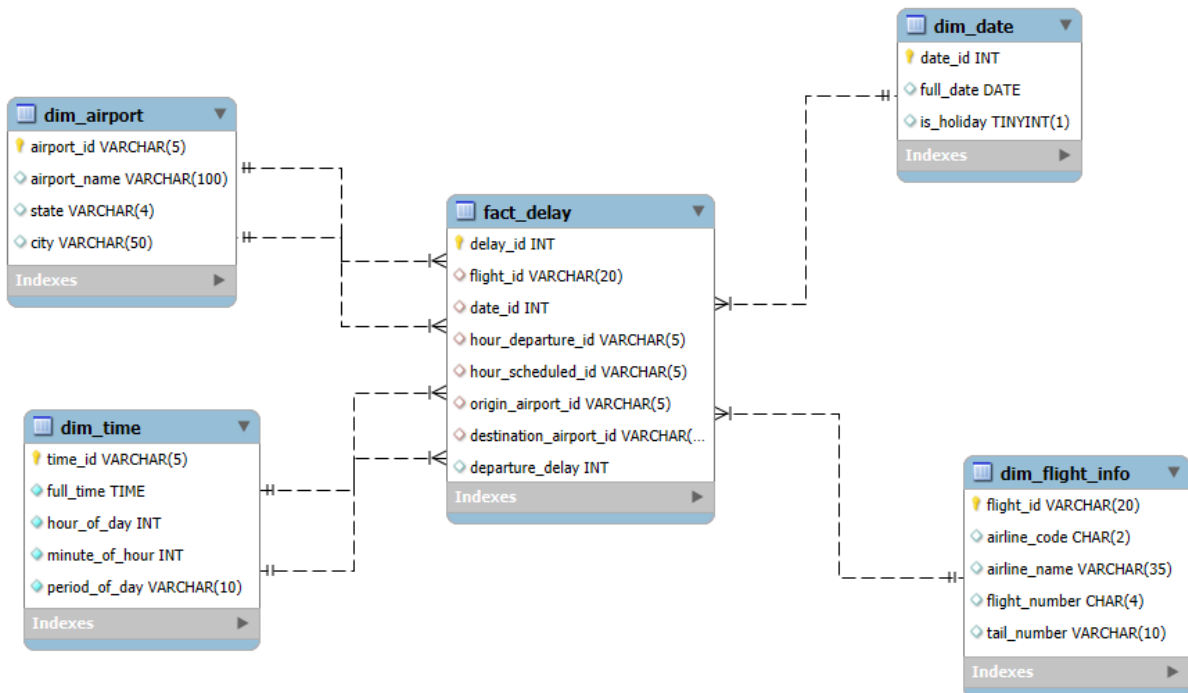 dim_airport
airport_id VARCHAR(5)
airport_name VARCHAR(100)
state VARCHAR(4)
city VARCHAR(50)
Indexes
dim_time
time_id VARCHAR(5)
full_time TIME
hour_of_day INT
minute_of_hour INT
period_of_day VARCHAR(10)
Indexes
fact_delay
delay_id INT
flight_id VARCHAR(20)
date_id INT
hour_departure_id VARCHAR(5)
hour_scheduled_id VARCHAR(5)
origin_airport_id VARCHAR(5)
destination_airport_id VARCHAR(...
departure_delay INT
Indexes
dim_date
date_id INT
full_date DATE
is_holiday TINYINT(1)
Indexes
dim_flight_info
flight_id VARCHAR(20)
airline_code CHAR(2)
airline_name VARCHAR(35)
flight_number CHAR(4)
tail_number VARCHAR(10)
Indexes